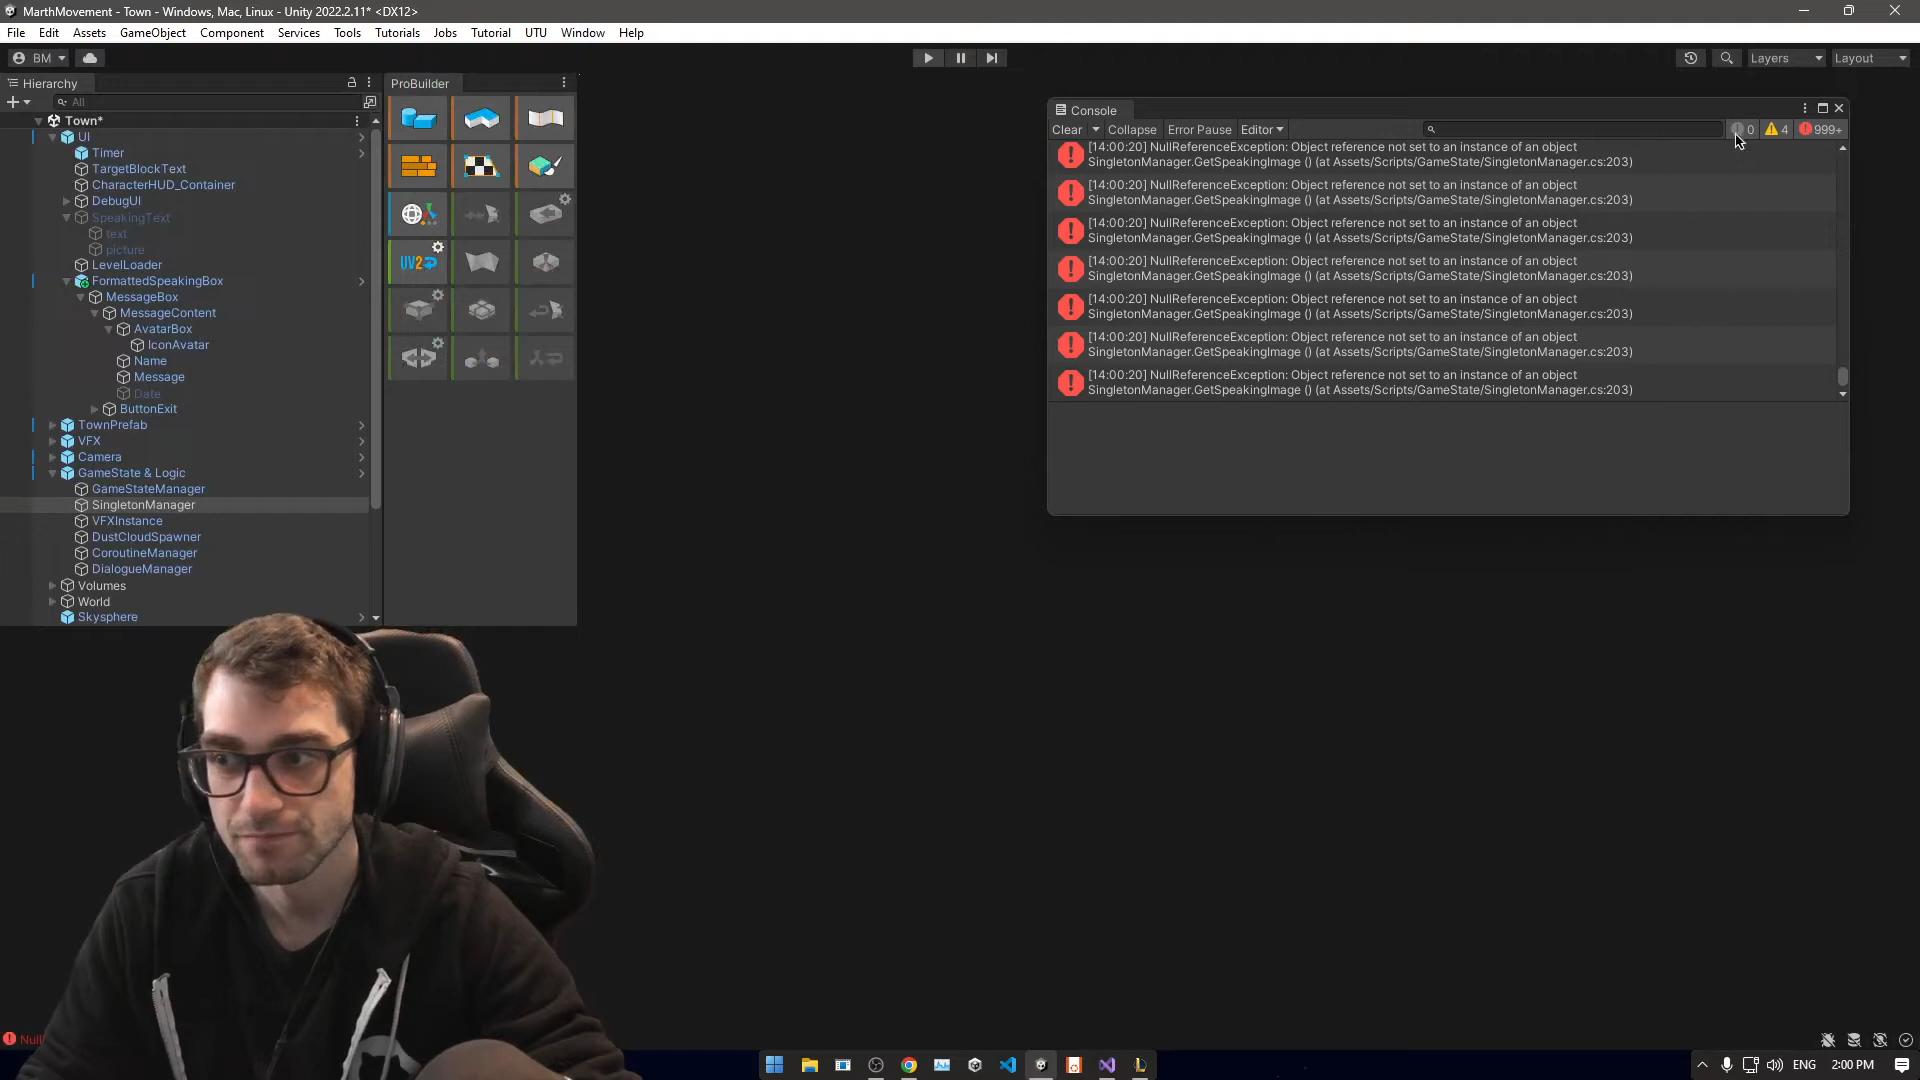 MarthMovement - Town - Windows, Mac, Linux - Unity 2022.2.11* <DX12>
File Edit Assets GameObject Component Services Tools Tutorials Jobs Tutorial UTU Window Help
BM Layers Layout
Hierarchy
All
Town*
UI
Timer
TargetBlockText
CharacterHUD_Container
DebugUI
SpeakingText
text
picture
LevelLoader
FormattedSpeakingBox
MessageBox
MessageContent
AvatarBox
IconAvatar
Name
Message
Date
ButtonExit
TownPrefab
VFX
Camera
GameState & Logic
GameStateManager
SingletonManager
VFXInstance
DustCloudSpawner
CoroutineManager
DialogueManager
Volumes
World
Skysphere
ProBuilder
UV2
Console
Clear Collapse Error Pause Editor 0 4 999+
[14:00:20] NullReferenceException: Object reference not set to an instance of an object
SingletonManager.GetSpeakingImage () (at Assets/Scripts/GameState/SingletonManager.cs:203)
[14:00:20] NullReferenceException: Object reference not set to an instance of an object
SingletonManager.GetSpeakingImage () (at Assets/Scripts/GameState/SingletonManager.cs:203)
[14:00:20] NullReferenceException: Object reference not set to an instance of an object
SingletonManager.GetSpeakingImage () (at Assets/Scripts/GameState/SingletonManager.cs:203)
[14:00:20] NullReferenceException: Object reference not set to an instance of an object
SingletonManager.GetSpeakingImage () (at Assets/Scripts/GameState/SingletonManager.cs:203)
[14:00:20] NullReferenceException: Object reference not set to an instance of an object
SingletonManager.GetSpeakingImage () (at Assets/Scripts/GameState/SingletonManager.cs:203)
[14:00:20] NullReferenceException: Object reference not set to an instance of an object
SingletonManager.GetSpeakingImage () (at Assets/Scripts/GameState/SingletonManager.cs:203)
[14:00:20] NullReferenceException: Object reference not set to an instance of an object
SingletonManager.GetSpeakingImage () (at Assets/Scripts/GameState/SingletonManager.cs:203)
Null
ENG 2:00 PM